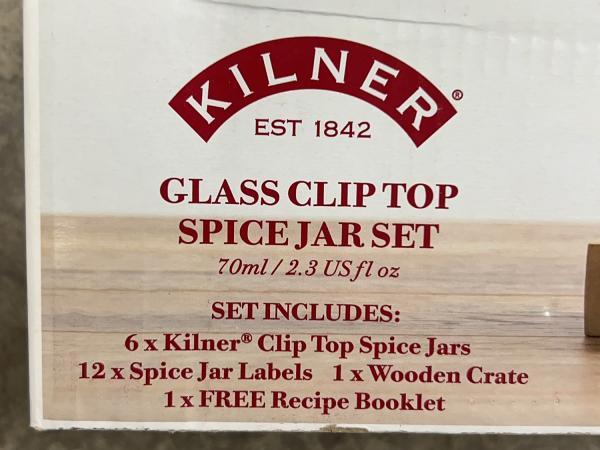 KILNER®
EST 1842
GLASS CLIP TOP
SPICE JAR SET
70ml / 2.3 US fl oz
SET INCLUDES:
6 x Kilner® Clip Top Spice Jars
12 x Spice Jar Labels 1 x Wooden Crate
1 x FREE Recipe Booklet